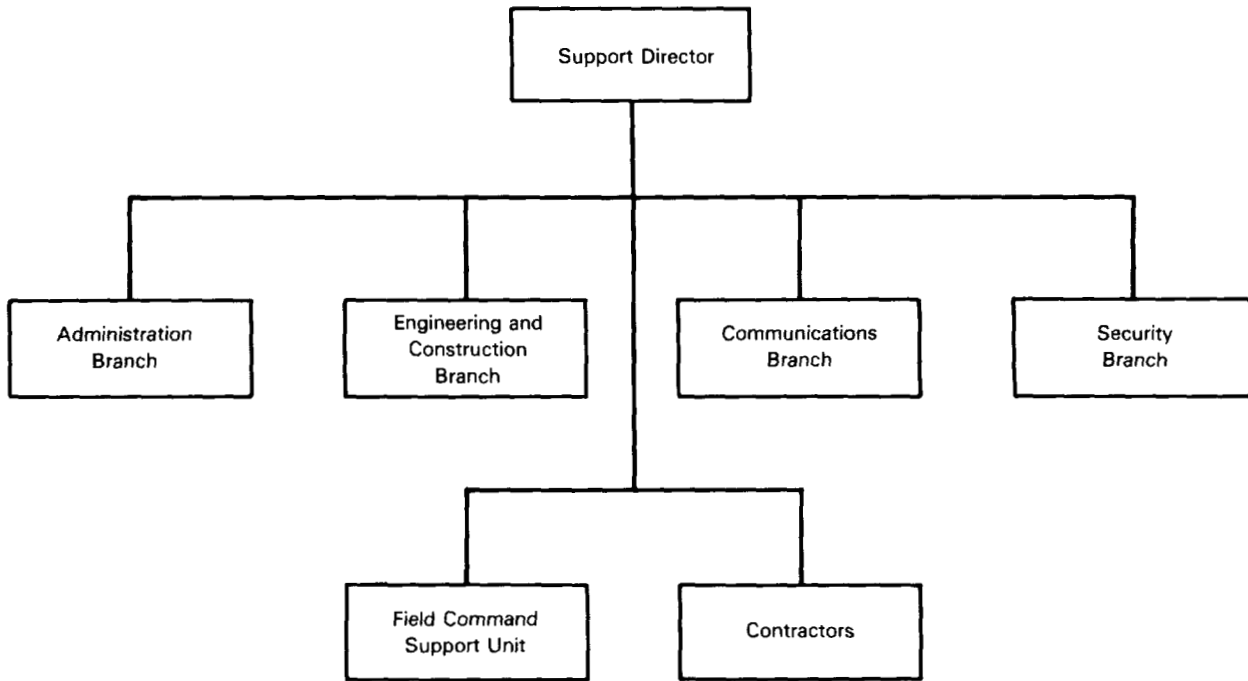 Support Director
Administration
Branch
Engineering and
Construction
Branch
Communications
Branch
Security
Branch
Field Command
Support Unit
Contractors